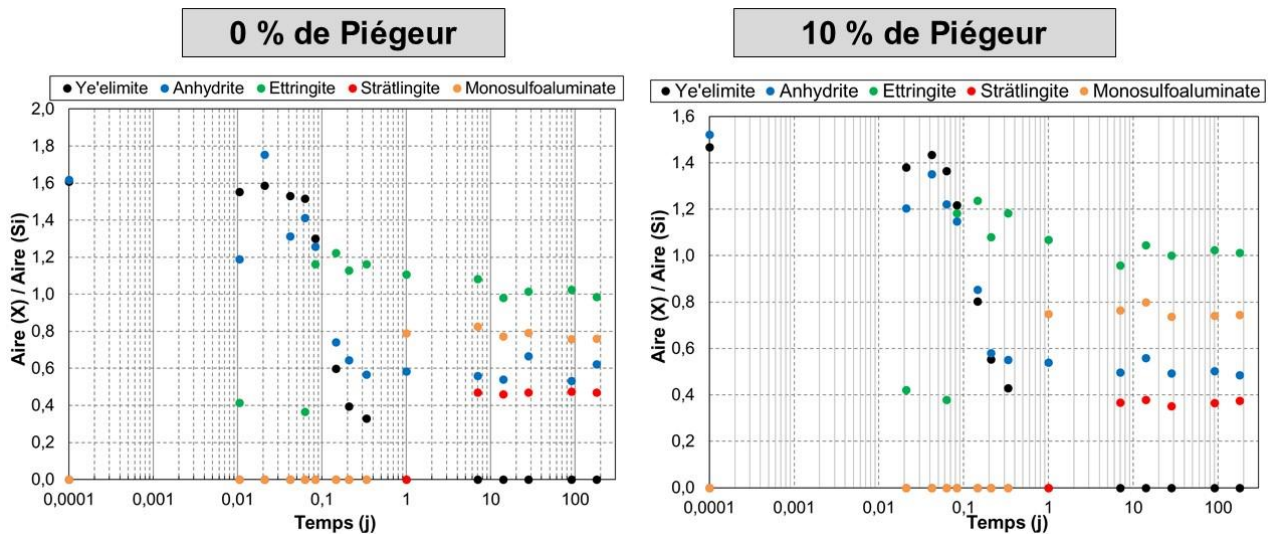 0 % de Piégeur
Ye'elimite Anhydrite Ettringite Strätlingite Monosulfoaluminate
2,0
1,8
1,6
1,4
1,2
1,0
0,8
0,6
0,4
0,2
0,0
Aire (X) / Aire (Si)
0,0001 0,001 0,01 0,1 1 10 100
Temps (j)
10 % de Piégeur
Ye'elimite Anhydrite Ettringite Strätlingite Monosulfoaluminate
1,6
1,4
1,2
1,0
0,8
0,6
0,4
0,2
0,0
Aire (X) / Aire (Si)
0,0001 0,001 0,01 0,1 1 10 100
Temps (j)